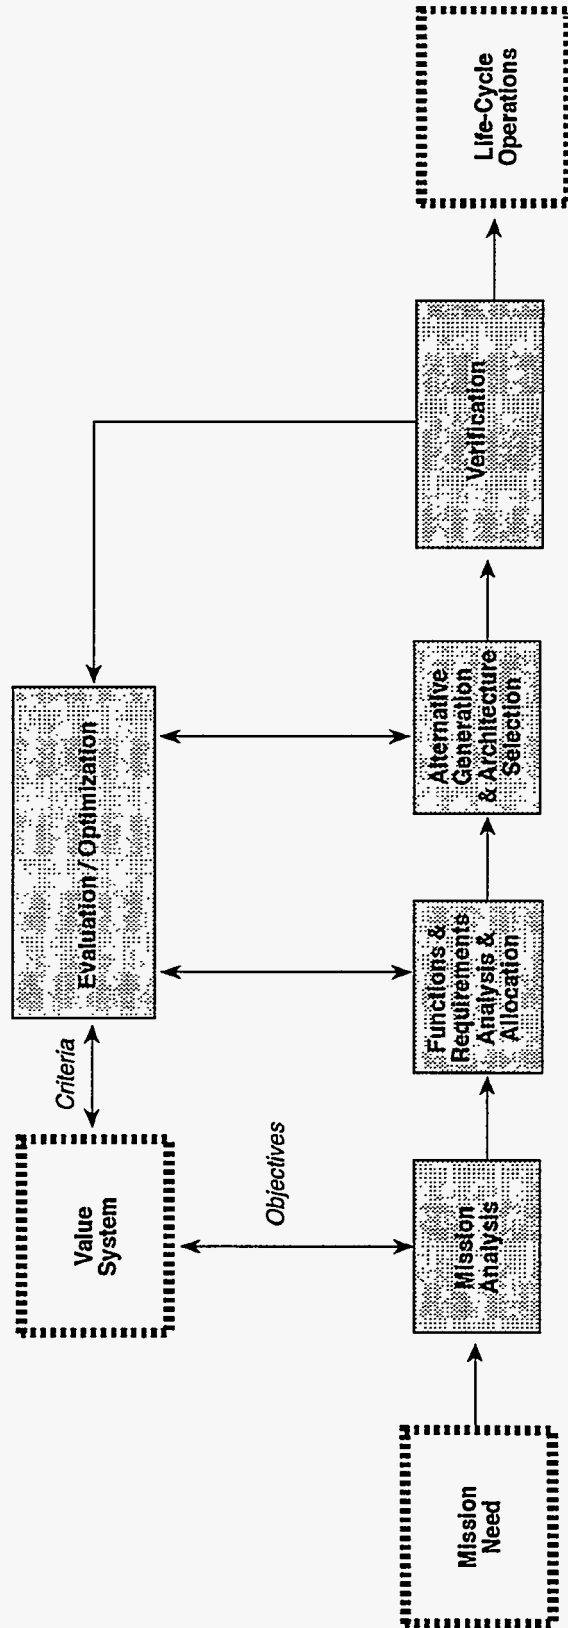 Value
System
Criteria
Evaluation / Optimization
Objectives
Mission
Need
Mission
Analysis
Functions &
Requirements
Analysis &
Allocation
Alternative
Generation
& Architecture
Selection
Verification
Life-Cycle
Operations